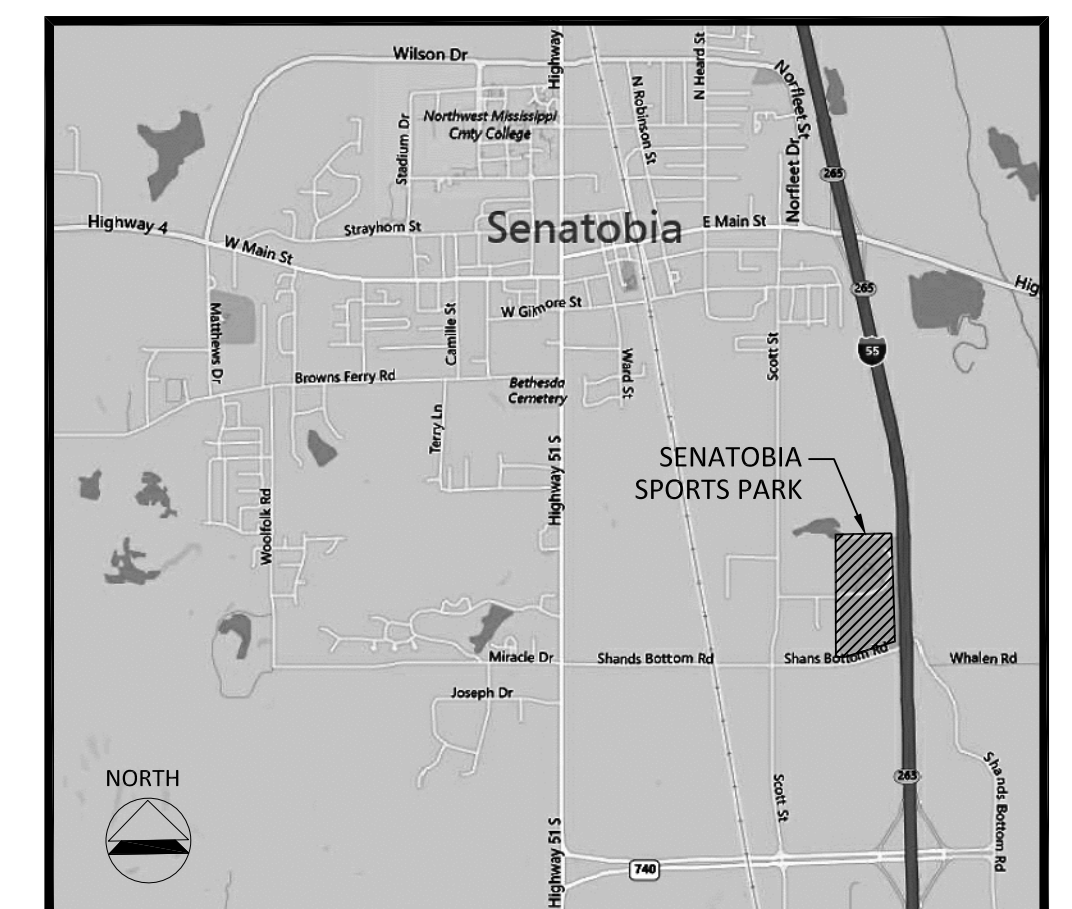 Wilson Dr
Highway
N Heard St
Norfleet St
N Robinson St
Northwest Mississippi
Cmty College
Stadium Dr
Norfleet Dr
265
Highway 4
Strayhorn St
Senatobia
E Main St
W Main St
Hig
265
Matthews Dr
Camille St
W Gilmore St
Scott St
55
Ward St
Browns Ferry Rd
Bethesda
Cemetery
Terry Ln
Highway 51 S
SENATOBIA
SPORTS PARK
Woolfolk Rd
Miracle Dr
Shands Bottom Rd
Shans Bottom Rd
Whalen Rd
Joseph Dr
NORTH
263
Scott St
Shands Bottom Rd
Highway 51 S
740